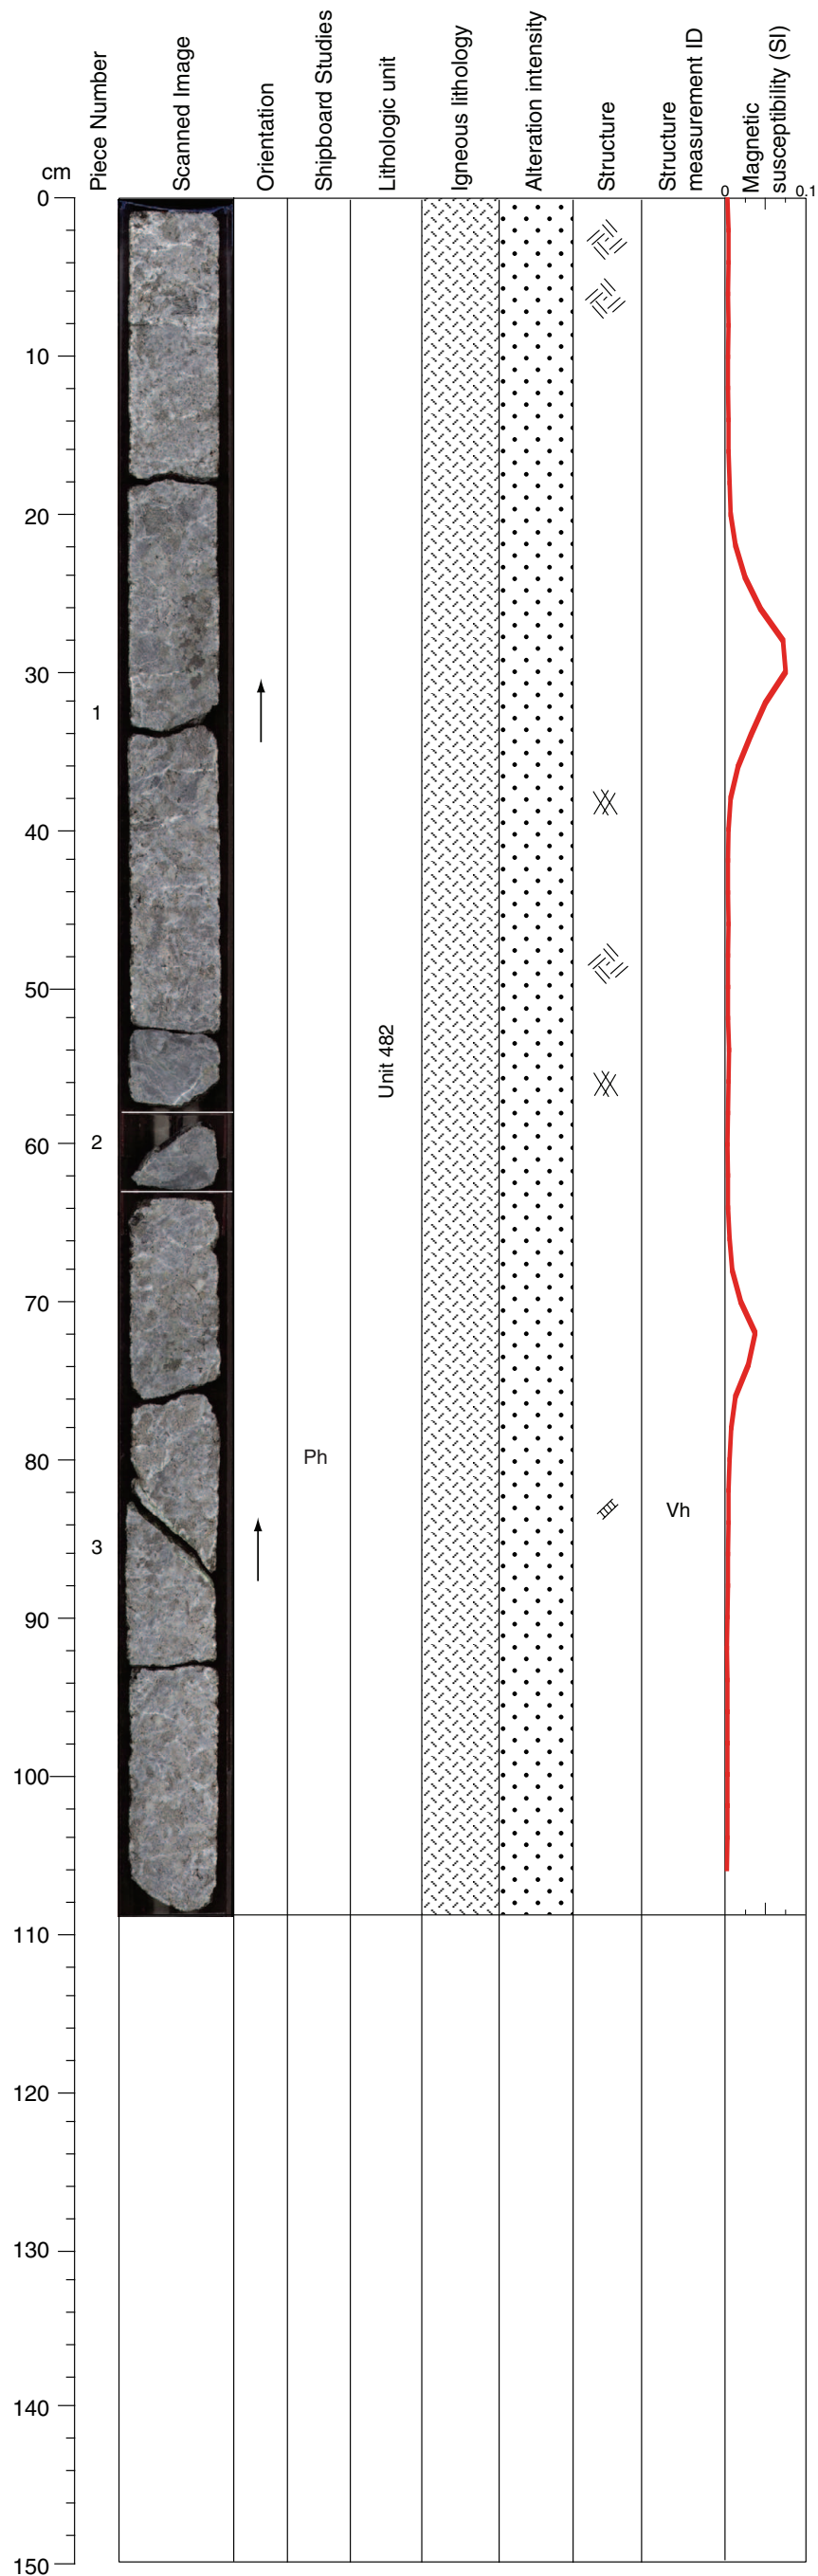 cm
Piece Number
Scanned Image
Orientation
Shipboard Studies
Lithologic unit
Igneous lithology
Alteration intensity
Structure
Structure
measurement ID
Magnetic
susceptibility (SI)
0
0.1
0
10
20
30
1
40
50
Unit 482
60
2
70
80
Ph
Vh
3
90
100
110
120
130
140
150